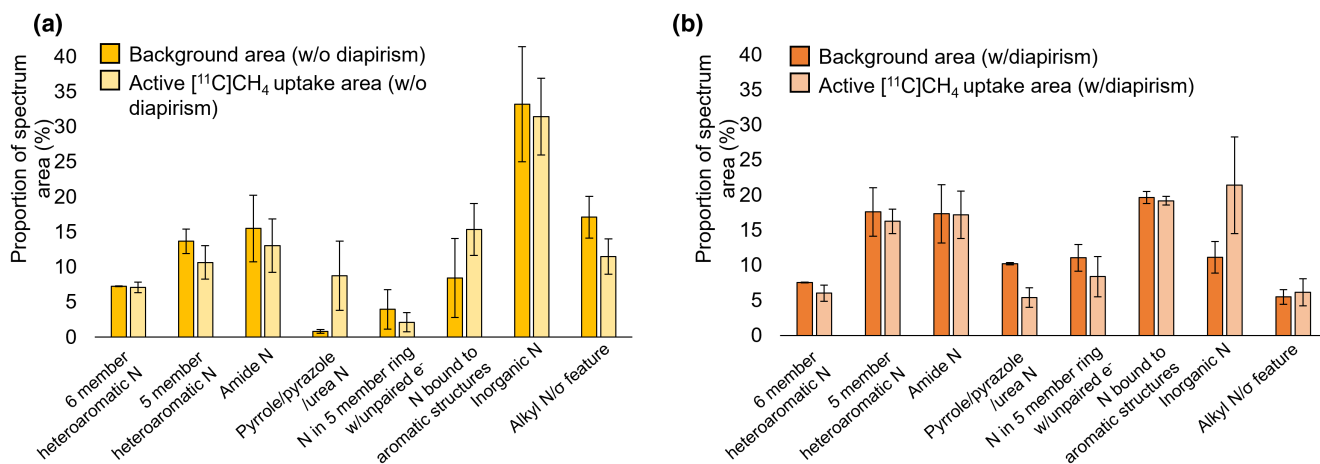 (a)
Proportion of spectrum
area (%)
40
35
30
25
20
15
10
5
0
Background area (w/o diapirism)
Active [¹¹C]CH₄ uptake area (w/o
diapirism)
6 member
heteroaromatic N
5 member
heteroaromatic N
Amide N
Pyrrole/pyrazole
/urea N
N in 5 member ring
w/unpaired e⁻
N bound to
aromatic structures
Inorganic N
Alkyl N/σ feature
(b)
Proportion of spectrum
area (%)
40
35
30
25
20
15
10
5
0
Background area (w/diapirism)
Active [¹¹C]CH₄ uptake area (w/diapirism)
6 member
heteroaromatic N
5 member
heteroaromatic N
Amide N
Pyrrole/pyrazole
/urea N
N in 5 member ring
w/unpaired e⁻
N bound to
aromatic structures
Inorganic N
Alkyl N/σ feature